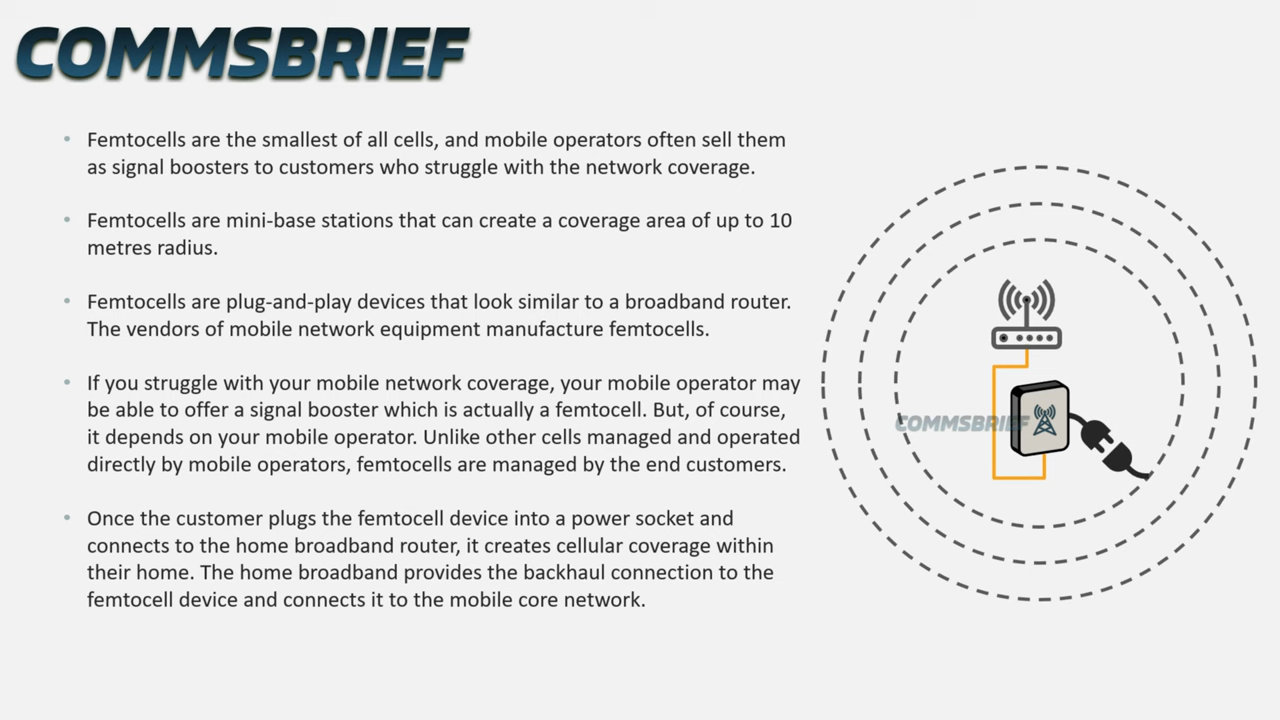 COMMSBRIEF
• Femtocells are the smallest of all cells, and mobile operators often sell them
as signal boosters to customers who struggle with the network coverage.
• Femtocells are mini-base stations that can create a coverage area of up to 10
metres radius.
• Femtocells are plug-and-play devices that look similar to a broadband router.
The vendors of mobile network equipment manufacture femtocells.
• If you struggle with your mobile network coverage, your mobile operator may
be able to offer a signal booster which is actually a femtocell. But, of course,
it depends on your mobile operator. Unlike other cells managed and operated
directly by mobile operators, femtocells are managed by the end customers.
• Once the customer plugs the femtocell device into a power socket and
connects to the home broadband router, it creates cellular coverage within
their home. The home broadband provides the backhaul connection to the
femtocell device and connects it to the mobile core network.
COMMSBRIEF